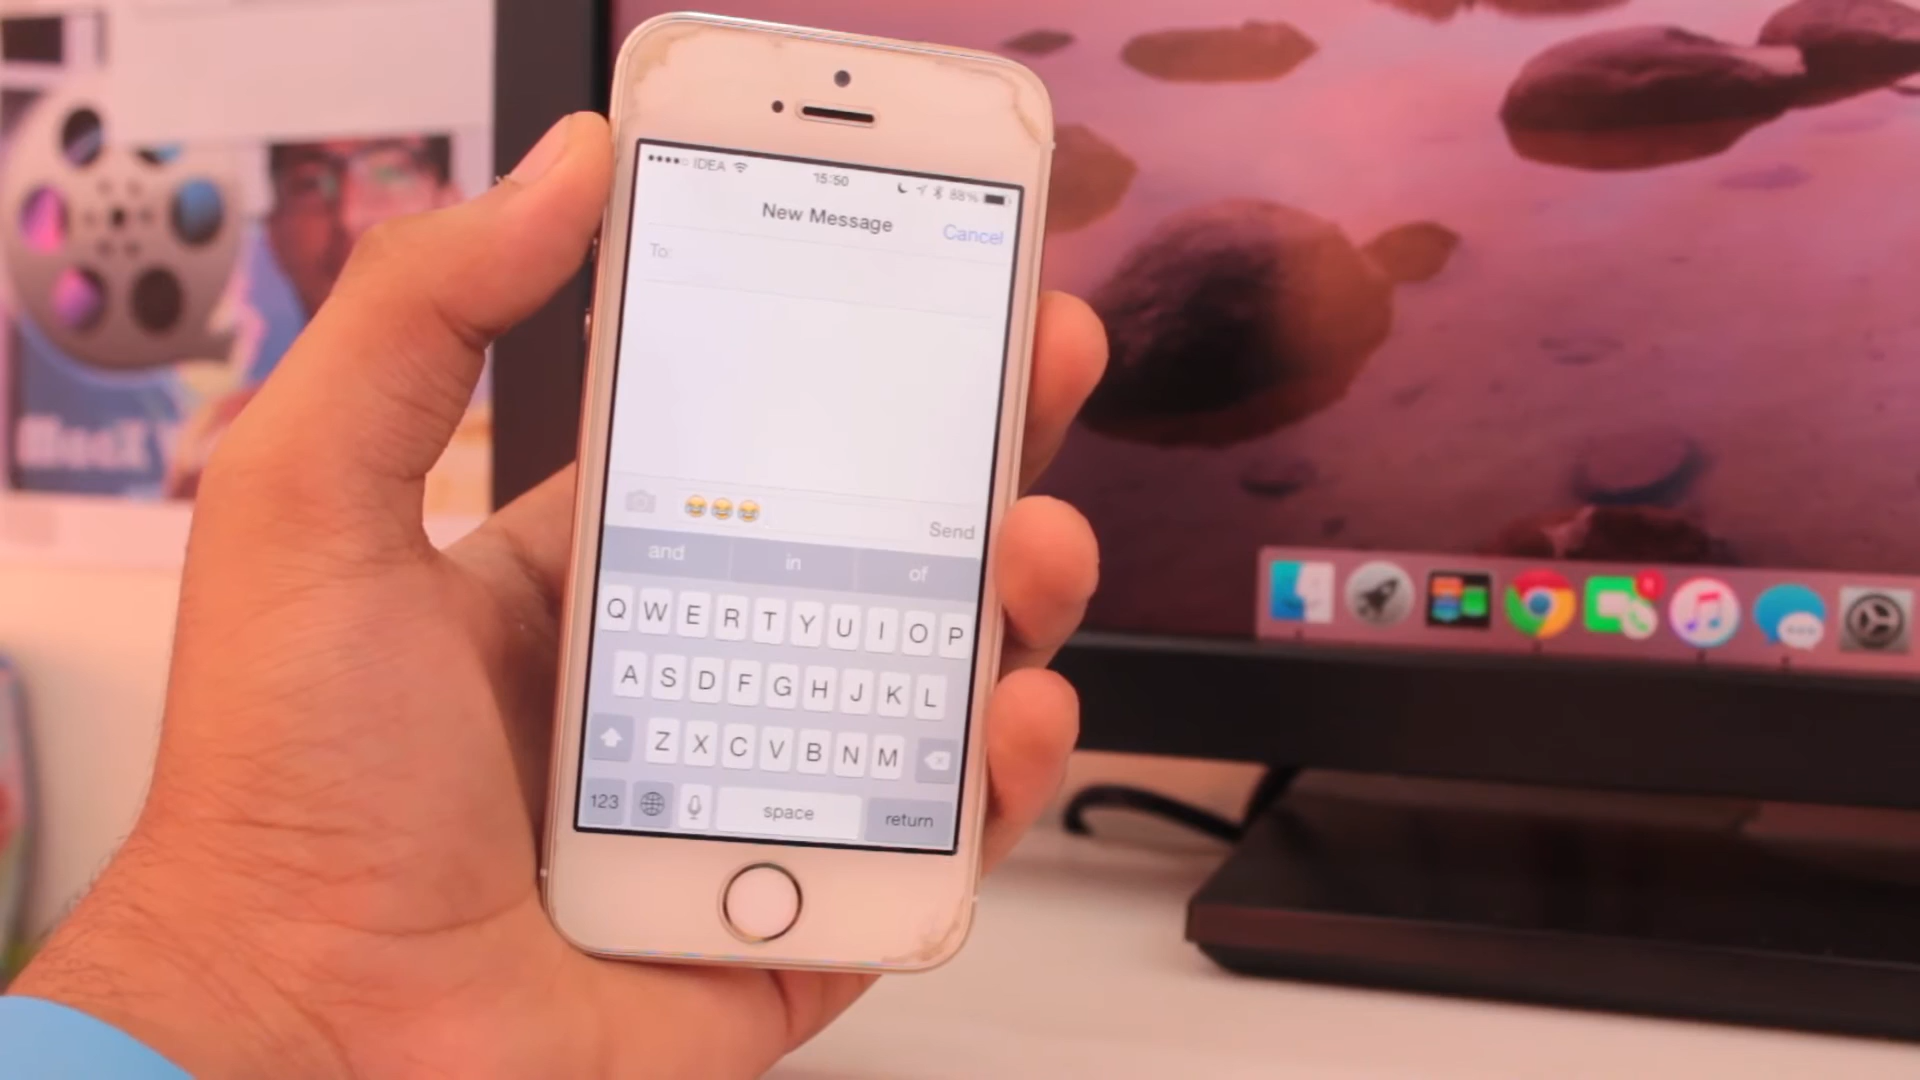 IDEA 15:50 88%
New Message Cancel
To:
😂😂😂 Send
and in of
Q W E R T Y U I O P
A S D F G H J K L
Z X C V B N M
123 space return